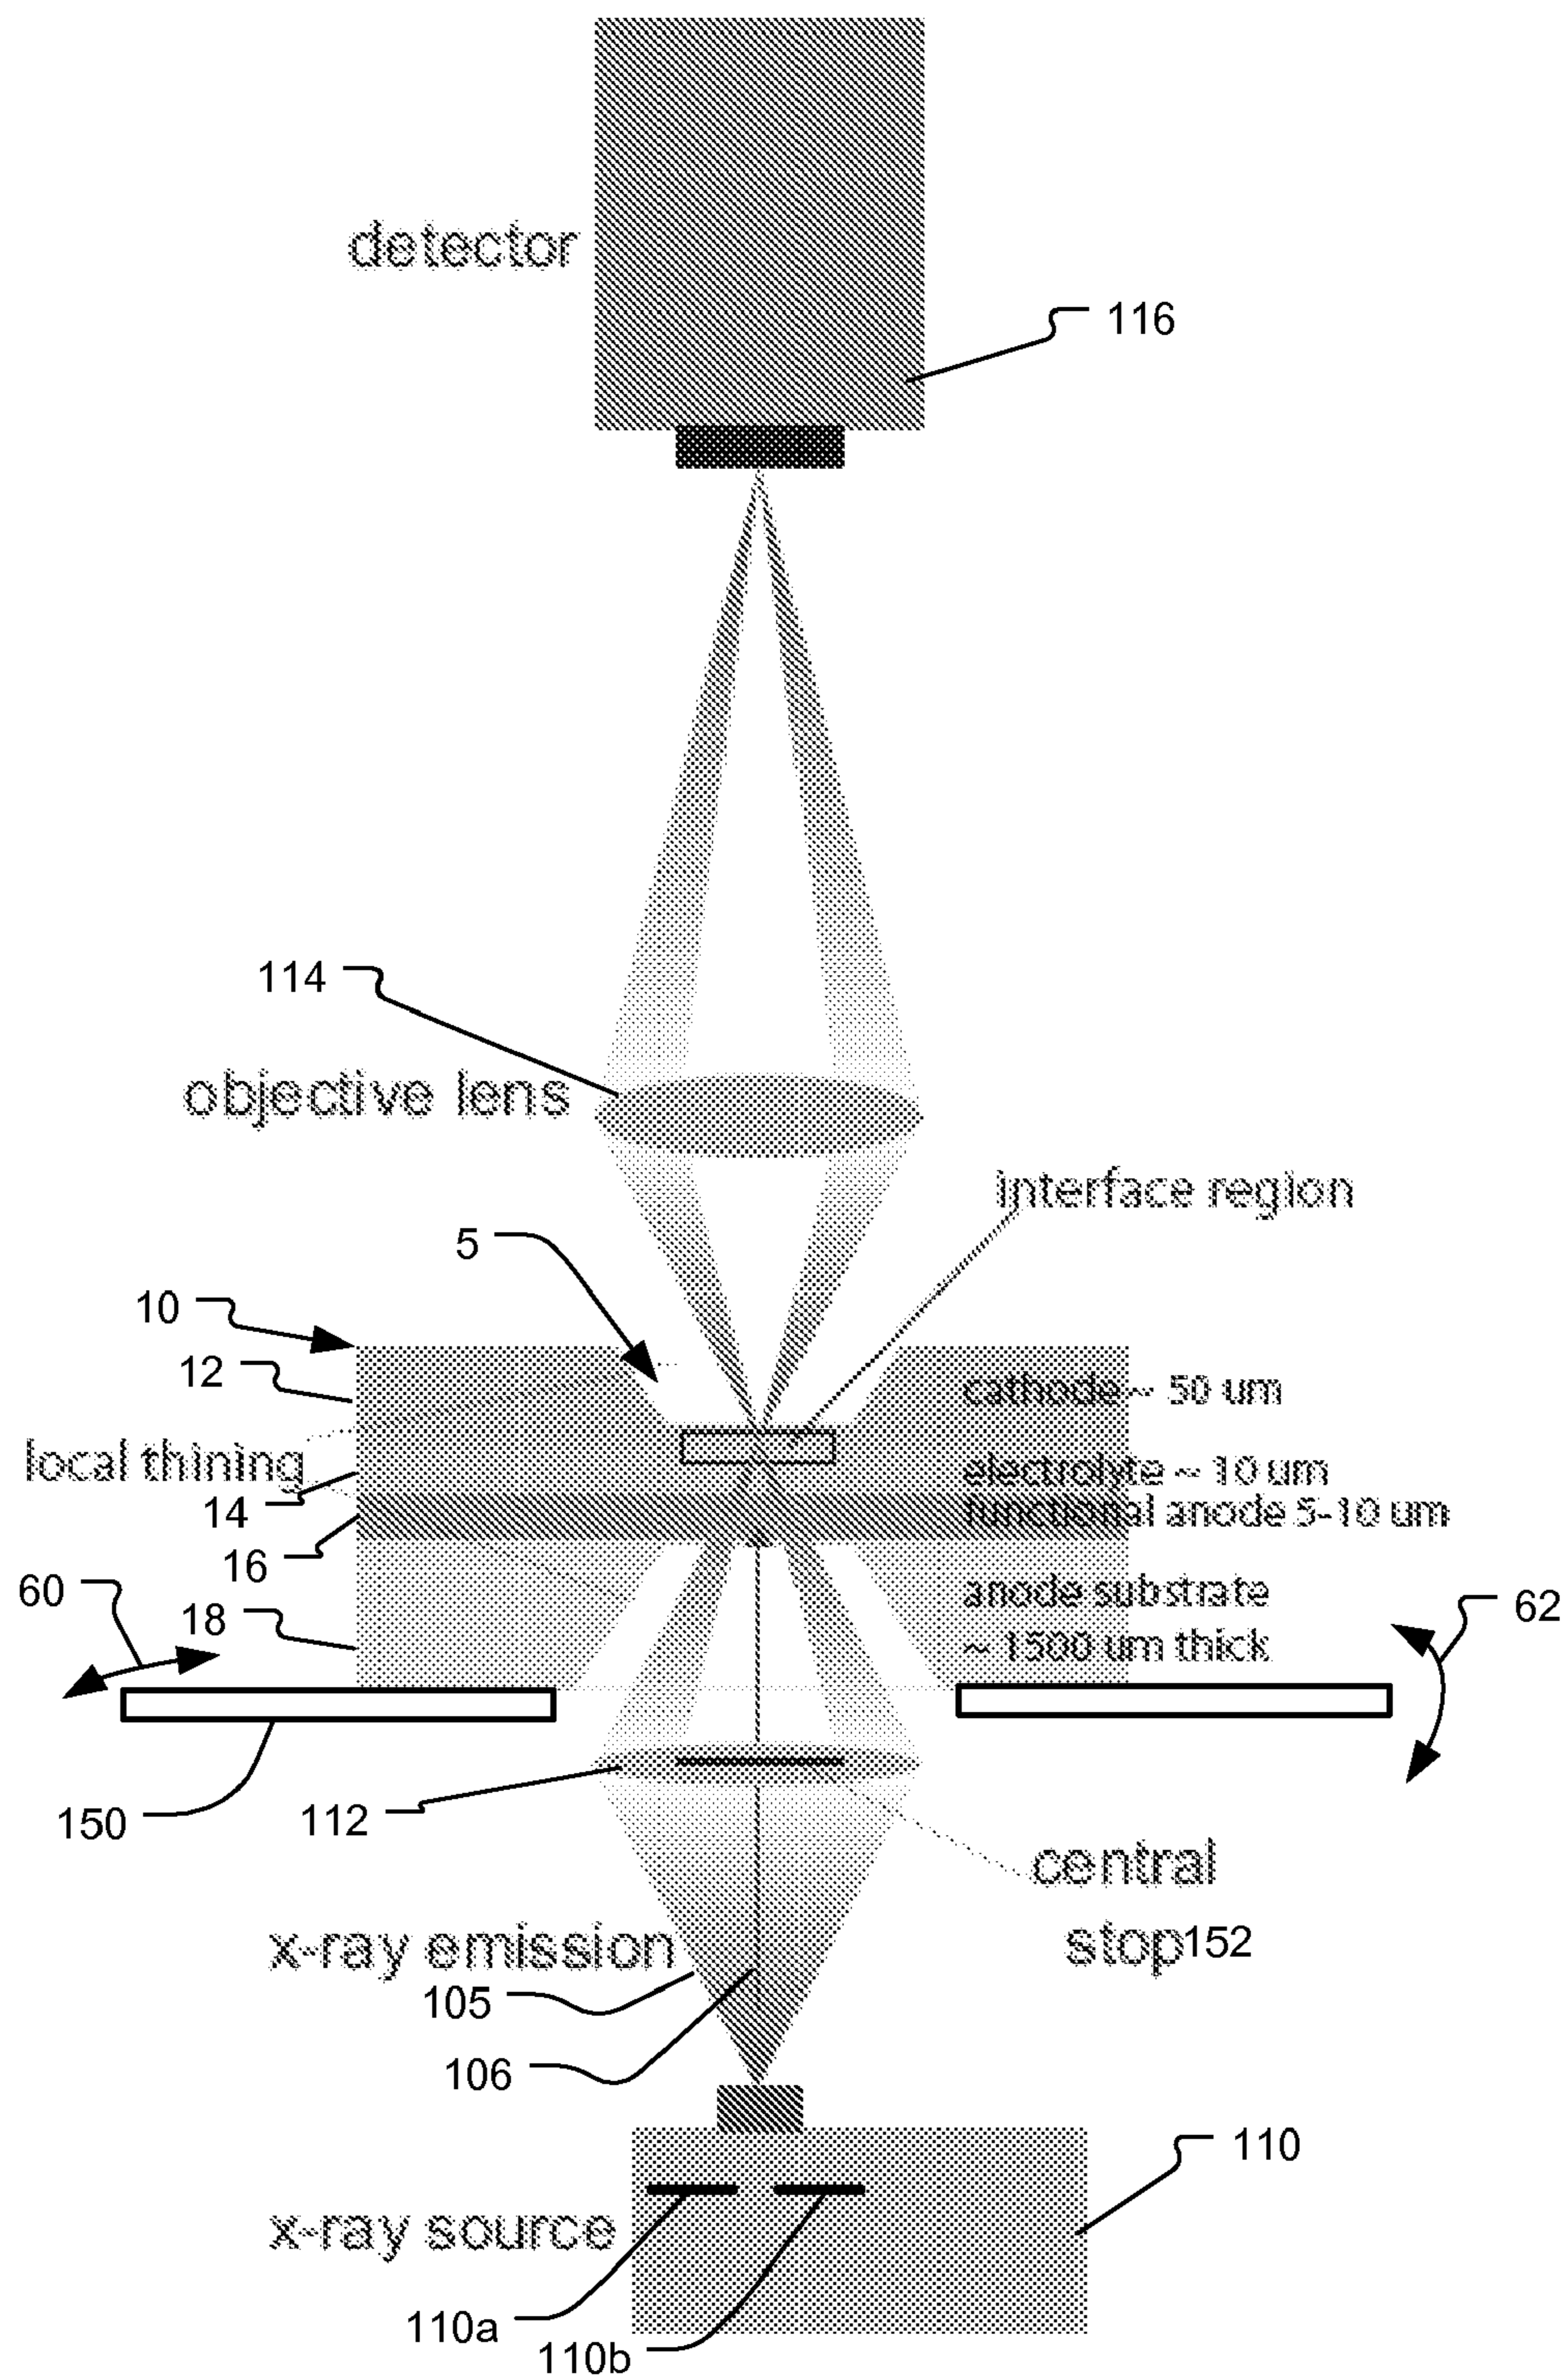 detector
116
114
objective lens
interface region
5
10
12
cathode ~ 50 um
local thining
electrolyte ~ 10 um
14
functional anode 5-10 um
16
60
anode substrate
62
18
~ 1500 um thick
150
112
central
x-ray emission
stop152
105
106
110
x-ray source
110a
110b